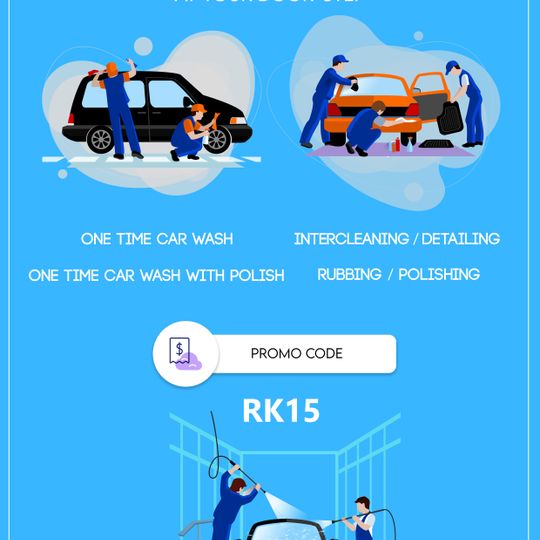 ONE TIME CAR WASH
INTERCLEANING / DETAILING
ONE TIME CAR WASH WITH POLISH
RUBBING / POLISHING
$
PROMO CODE
RK15